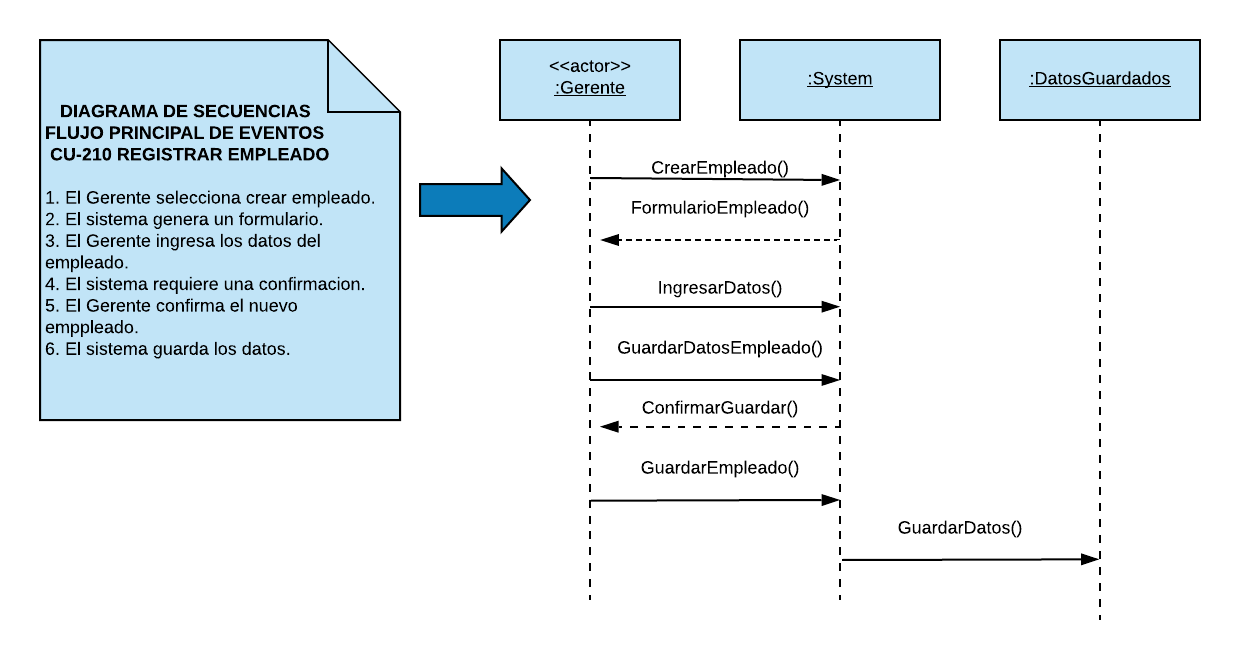 DIAGRAMA DE SECUENCIAS
FLUJO PRINCIPAL DE EVENTOS
CU-210 REGISTRAR EMPLEADO
1. El Gerente selecciona crear empleado.
2. El sistema genera un formulario.
3. El Gerente ingresa los datos del
empleado.
4. El sistema requiere una confirmacion.
5. El Gerente confirma el nuevo
emppleado.
6. El sistema guarda los datos.
<<actor>>
:Gerente
:System
:DatosGuardados
CrearEmpleado()
FormularioEmpleado()
IngresarDatos()
GuardarDatosEmpleado()
ConfirmarGuardar()
GuardarEmpleado()
GuardarDatos()